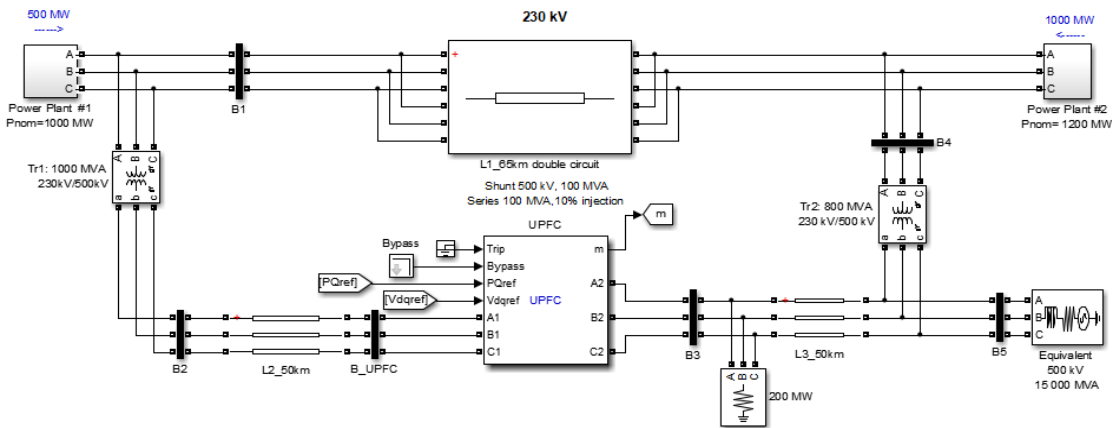 500 MW
------>
230 kV
1000 MW
<------
A
B
C
A
B
C
Power Plant #1
Pnom=1000 MW
B1
L1_65km double circuit
Power Plant #2
Pnom= 1200 MW
B4
Tr1: 1000 MVA
230kV/500kV
A
B
C
a
b
c
Shunt 500 kV, 100 MVA
Series 100 MVA,10% injection
UPFC
m
Tr2: 800 MVA
230 kV/500 kV
A
B
C
a
b
c
Bypass
Trip
Bypass
PQref
Vdqref
A1
B1
C1
UPFC
m
A2
B2
C2
[PQref]
[Vdqref]
B2
L2_50km
B_UPFC
B3
L3_50km
B5
A
B
C
Equivalent
500 kV
15 000 MVA
A
B
C
200 MW